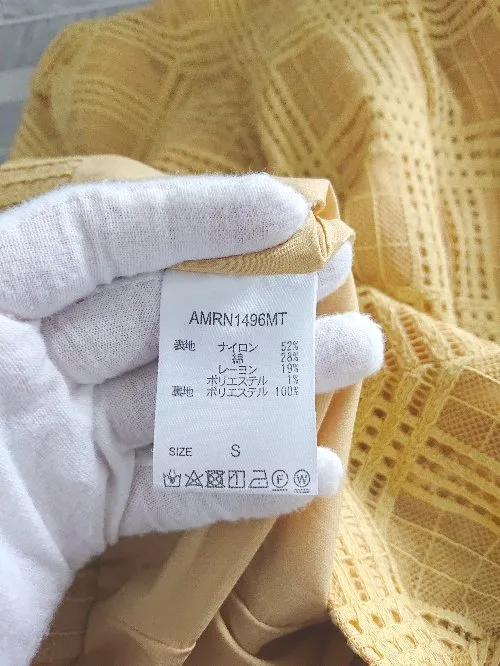 AMRN1496MT
表地 ナイロン 52%
綿 28%
レーヨン 19%
ポリエステル 1%
裏地 ポリエステル 100%
SIZE S
F W